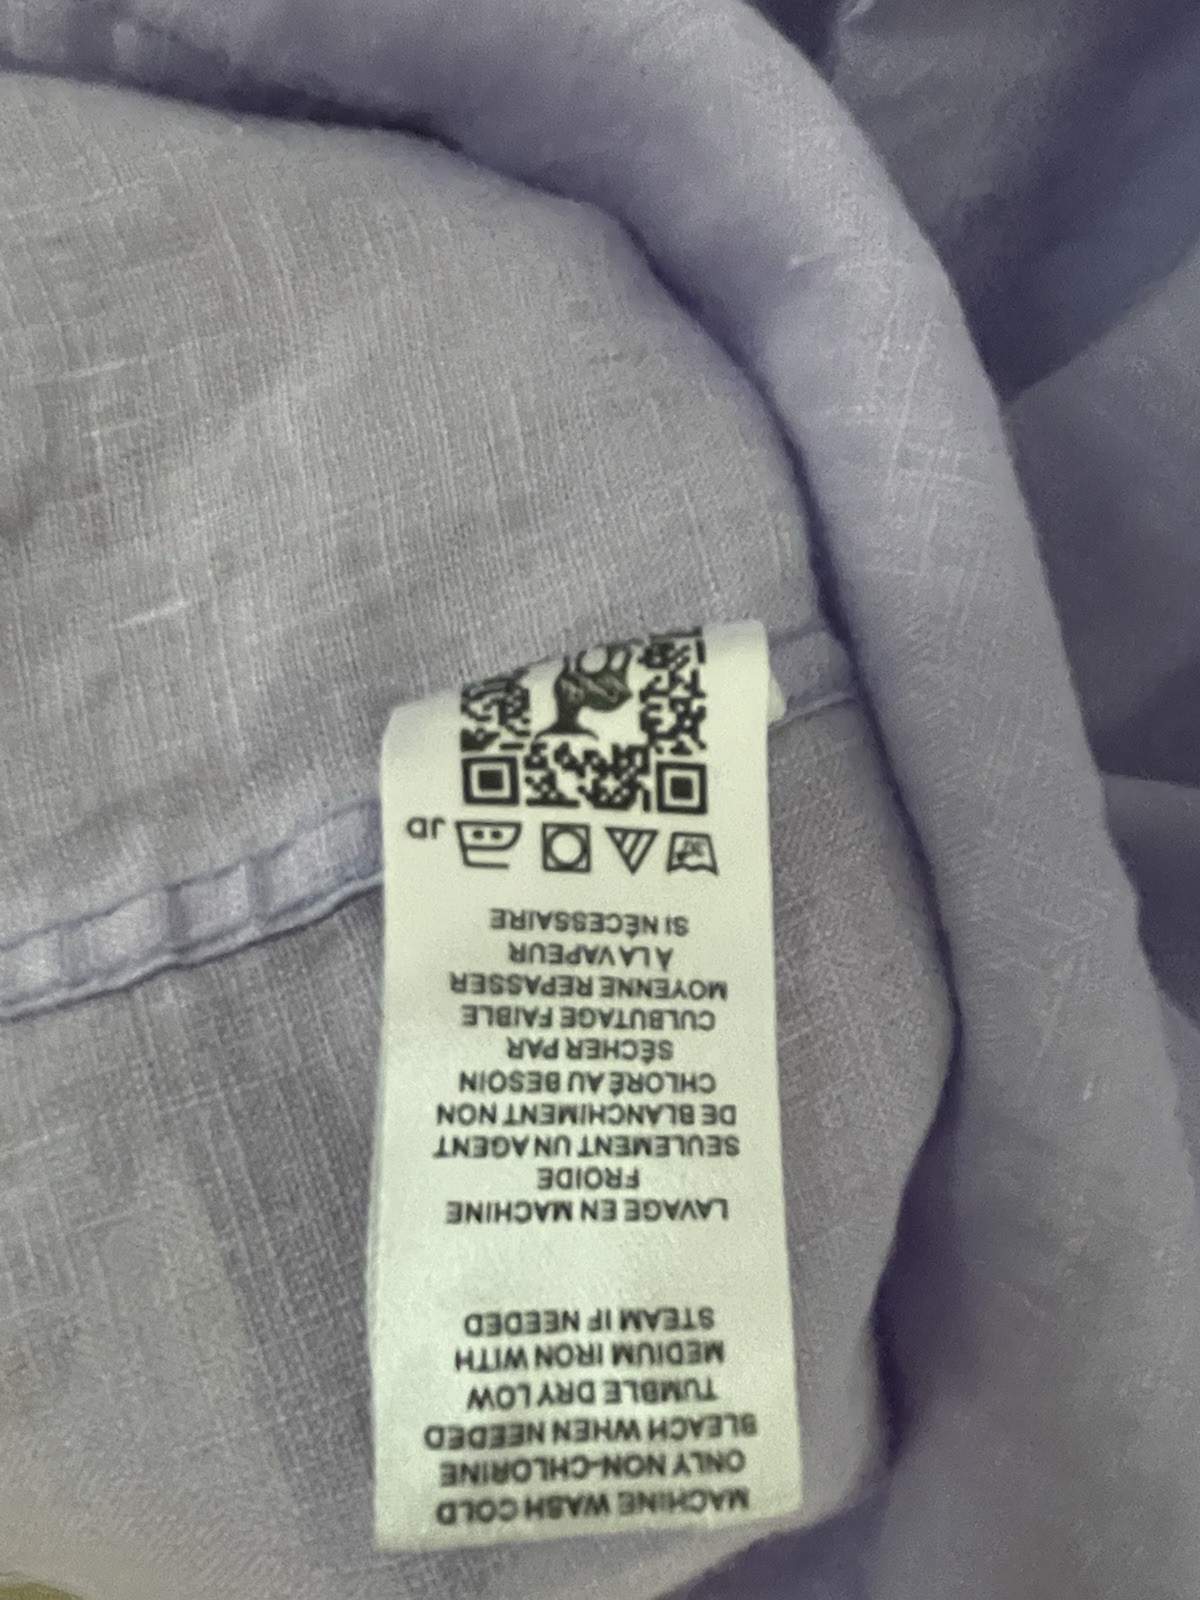 MACHINE WASH COLD
ONLY NON-CHLORINE
BLEACH WHEN NEEDED
TUMBLE DRY LOW
MEDIUM IRON WITH
STEAM IF NEEDED
LAVAGE EN MACHINE
FROIDE
SEULEMENT UN AGENT
DE BLANCHIMENT NON
CHLORÉ AU BESOIN
SÉCHER PAR
CULBUTAGE FAIBLE
MOYENNE REPASSER
À LA VAPEUR
SI NÉCESSAIRE
30°
JD